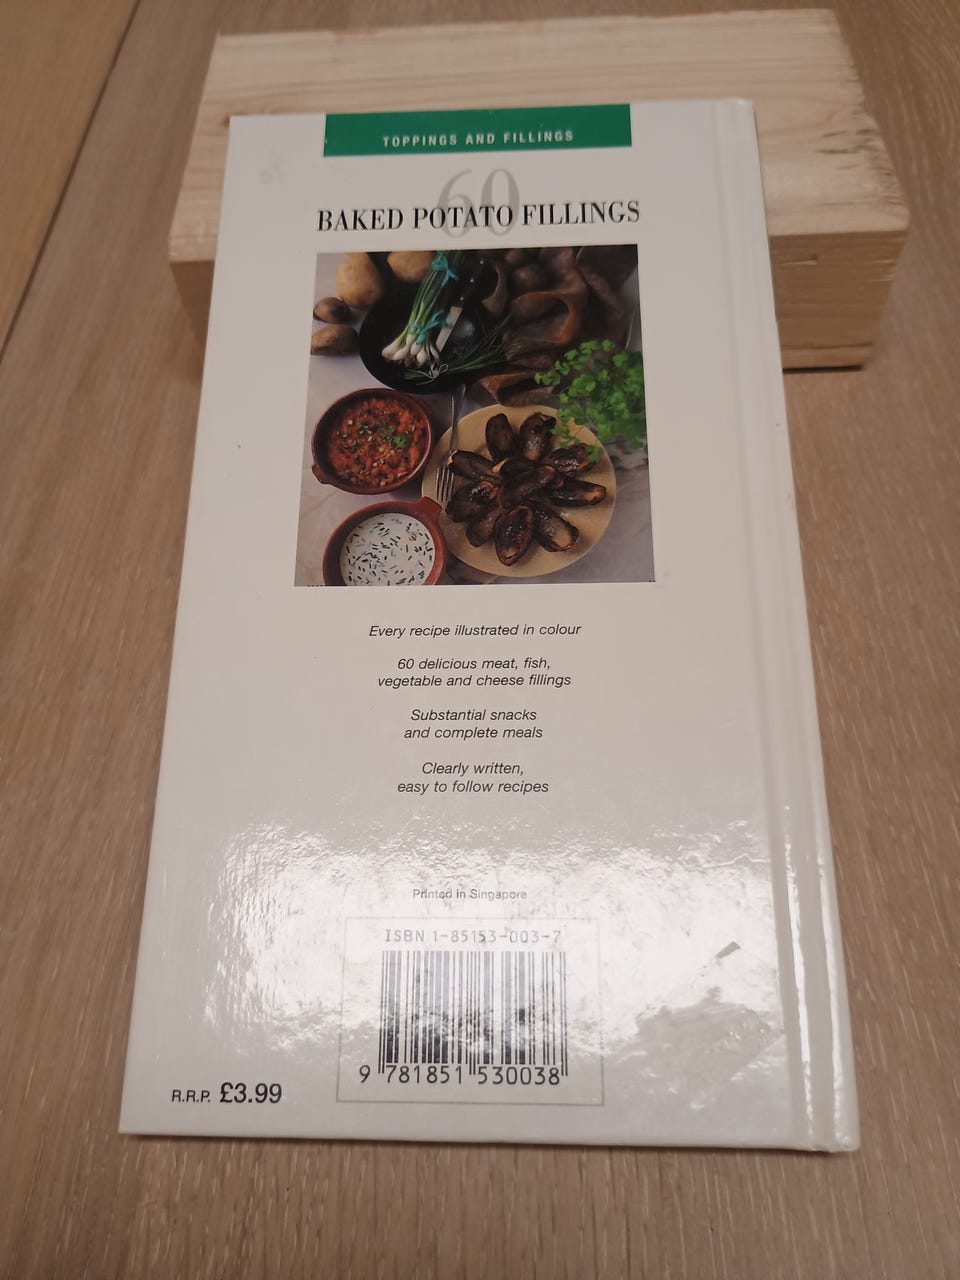 TOPPINGS AND FILLINGS
60
BAKED POTATO FILLINGS
Every recipe illustrated in colour
60 delicious meat, fish,
vegetable and cheese fillings
Substantial snacks
and complete meals
Clearly written,
easy to follow recipes
Printed in Singapore
ISBN 1-85153-003-7
9 781851 530038
R.R.P. £3.99